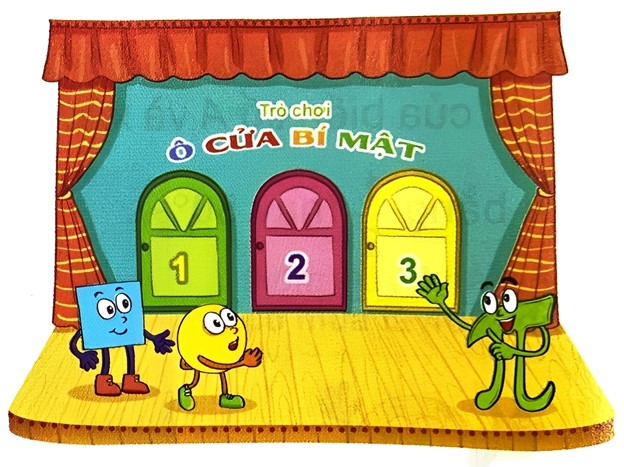 Trò chơi
Ô CỬA BÍ MẬT
1 2 3